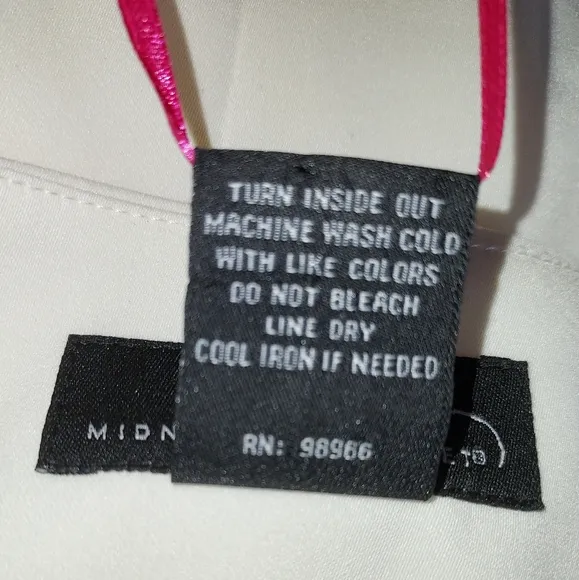 TURN INSIDE OUT
MACHINE WASH COLD
WITH LIKE COLORS
DO NOT BLEACH
LINE DRY
COOL IRON IF NEEDED
RN: 98966
MIDN